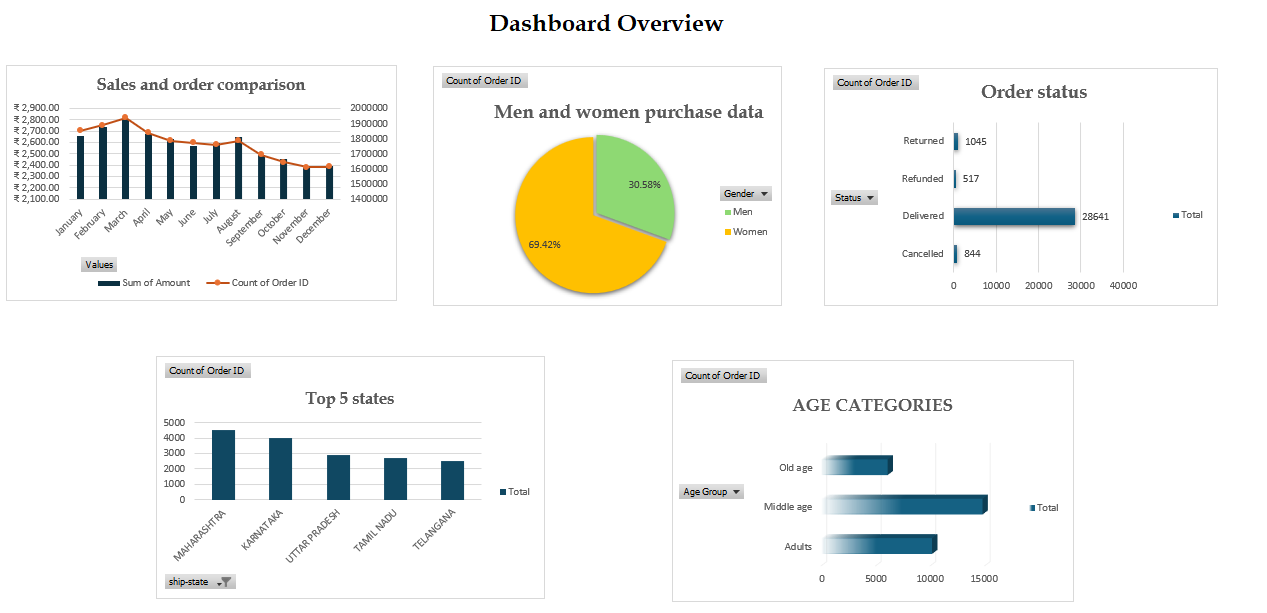 Dashboard Overview
Sales and order comparison
₹ 2,900.00
₹ 2,800.00
₹ 2,700.00
₹ 2,600.00
₹ 2,500.00
₹ 2,400.00
₹ 2,300.00
₹ 2,200.00
₹ 2,100.00
2000000
1900000
1800000
1700000
1600000
1500000
1400000
January
February
March
April
May
June
July
August
September
October
November
December
Values
Sum of Amount
Count of Order ID
Count of Order ID
Men and women purchase data
30.58%
69.42%
Gender
Men
Women
Count of Order ID
Order status
Returned 1045
Refunded 517
Delivered 28641
Cancelled 844
0 10000 20000 30000 40000
Status
Total
Count of Order ID
Top 5 states
5000
4000
3000
2000
1000
0
MAHARASHTRA
KARNATAKA
UTTAR PRADESH
TAMIL NADU
TELANGANA
Total
ship-state
Count of Order ID
AGE CATEGORIES
Old age
Middle age
Adults
0 5000 10000 15000
Age Group
Total